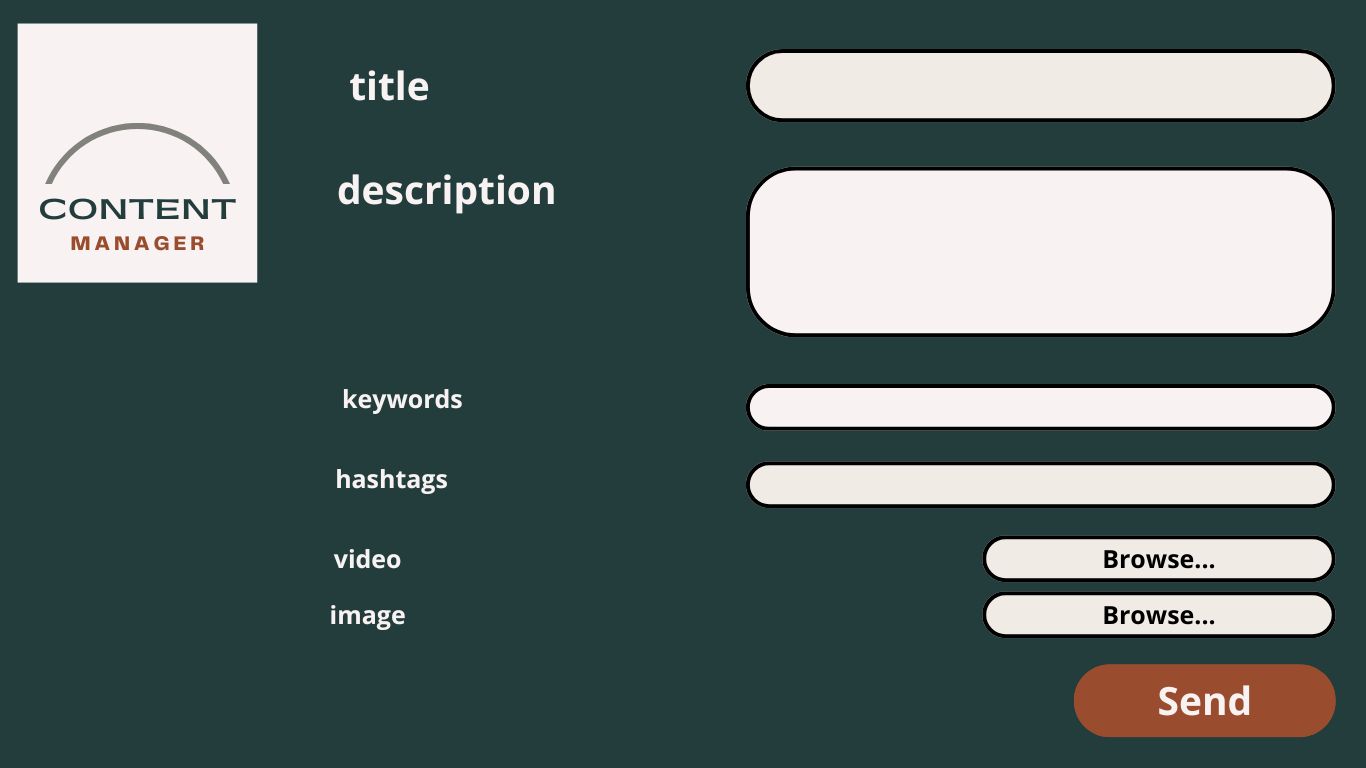 CONTENT
MANAGER
title
description
keywords
hashtags
video
Browse...
image
Browse...
Send